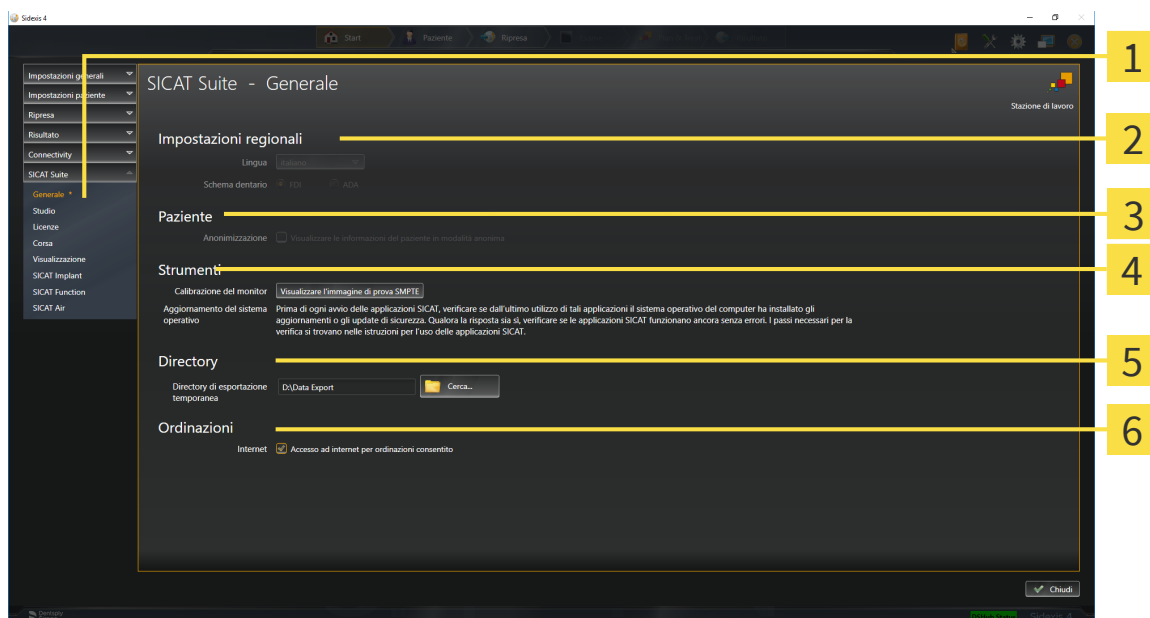 Sidexis 4
Start
Paziente
Ripresa
1
Impostazioni generali
Impostazioni paziente
Ripresa
Risultato
Connectivity
SICAT Suite
Generale *
Studio
Licenze
Corsa
Visualizzazione
SICAT Implant
SICAT Function
SICAT Air
SICAT Suite - Generale
Stazione di lavoro
Impostazioni regionali
2
Lingua
italiano
Schema dentario
FDI
ADA
Paziente
3
Anonimizzazione
Visualizzare le informazioni del paziente in modalità anonima
Strumenti
4
Calibrazione del monitor
Visualizzare l'immagine di prova SMPTE
Aggiornamento del sistema operativo
Prima di ogni avvio delle applicazioni SICAT, verificare se dall'ultimo utilizzo di tali applicazioni il sistema operativo del computer ha installato gli
aggiornamenti o gli update di sicurezza. Qualora la risposta sia sì, verificare se le applicazioni SICAT funzionano ancora senza errori. I passi necessari per la
verifica si trovano nelle istruzioni per l'uso delle applicazioni SICAT.
Directory
5
Directory di esportazione
temporanea
D:\Data Export
Cerca...
Ordinazioni
6
Internet
Accesso ad internet per ordinazioni consentito
Chiudi
Dentsply
Sidexis 4